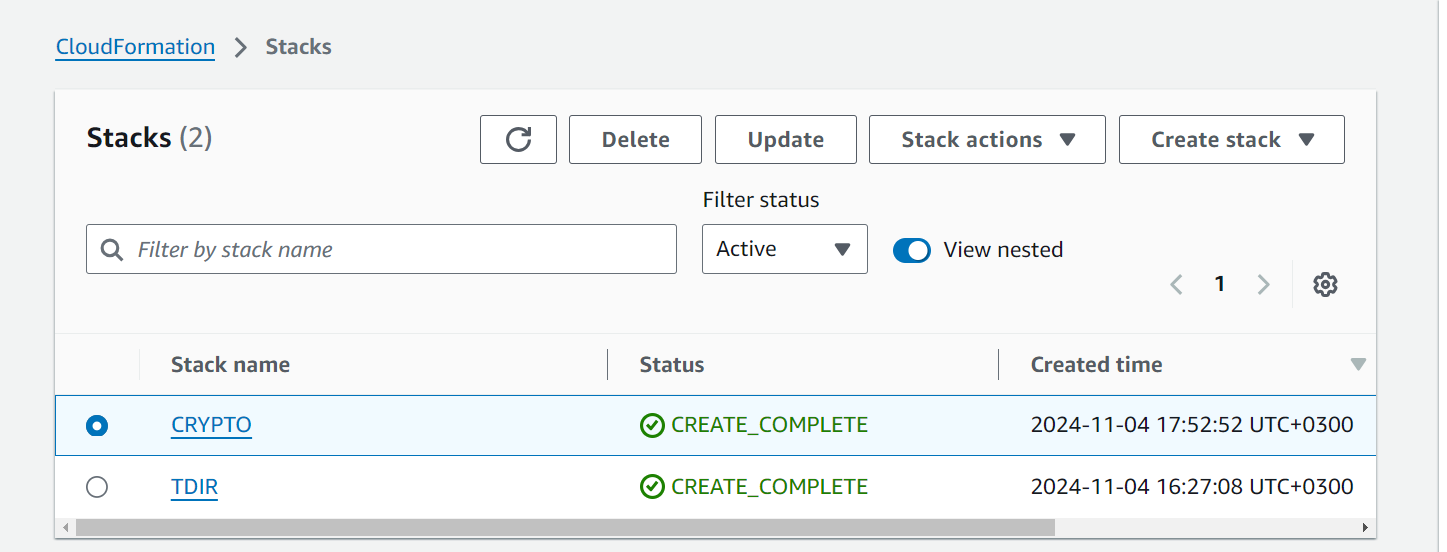 CloudFormation > Stacks
Stacks (2)
Delete
Update
Stack actions
Create stack
Filter status
Filter by stack name
Active
View nested
1
Stack name Status Created time
CRYPTO CREATE_COMPLETE 2024-11-04 17:52:52 UTC+0300
TDIR CREATE_COMPLETE 2024-11-04 16:27:08 UTC+0300